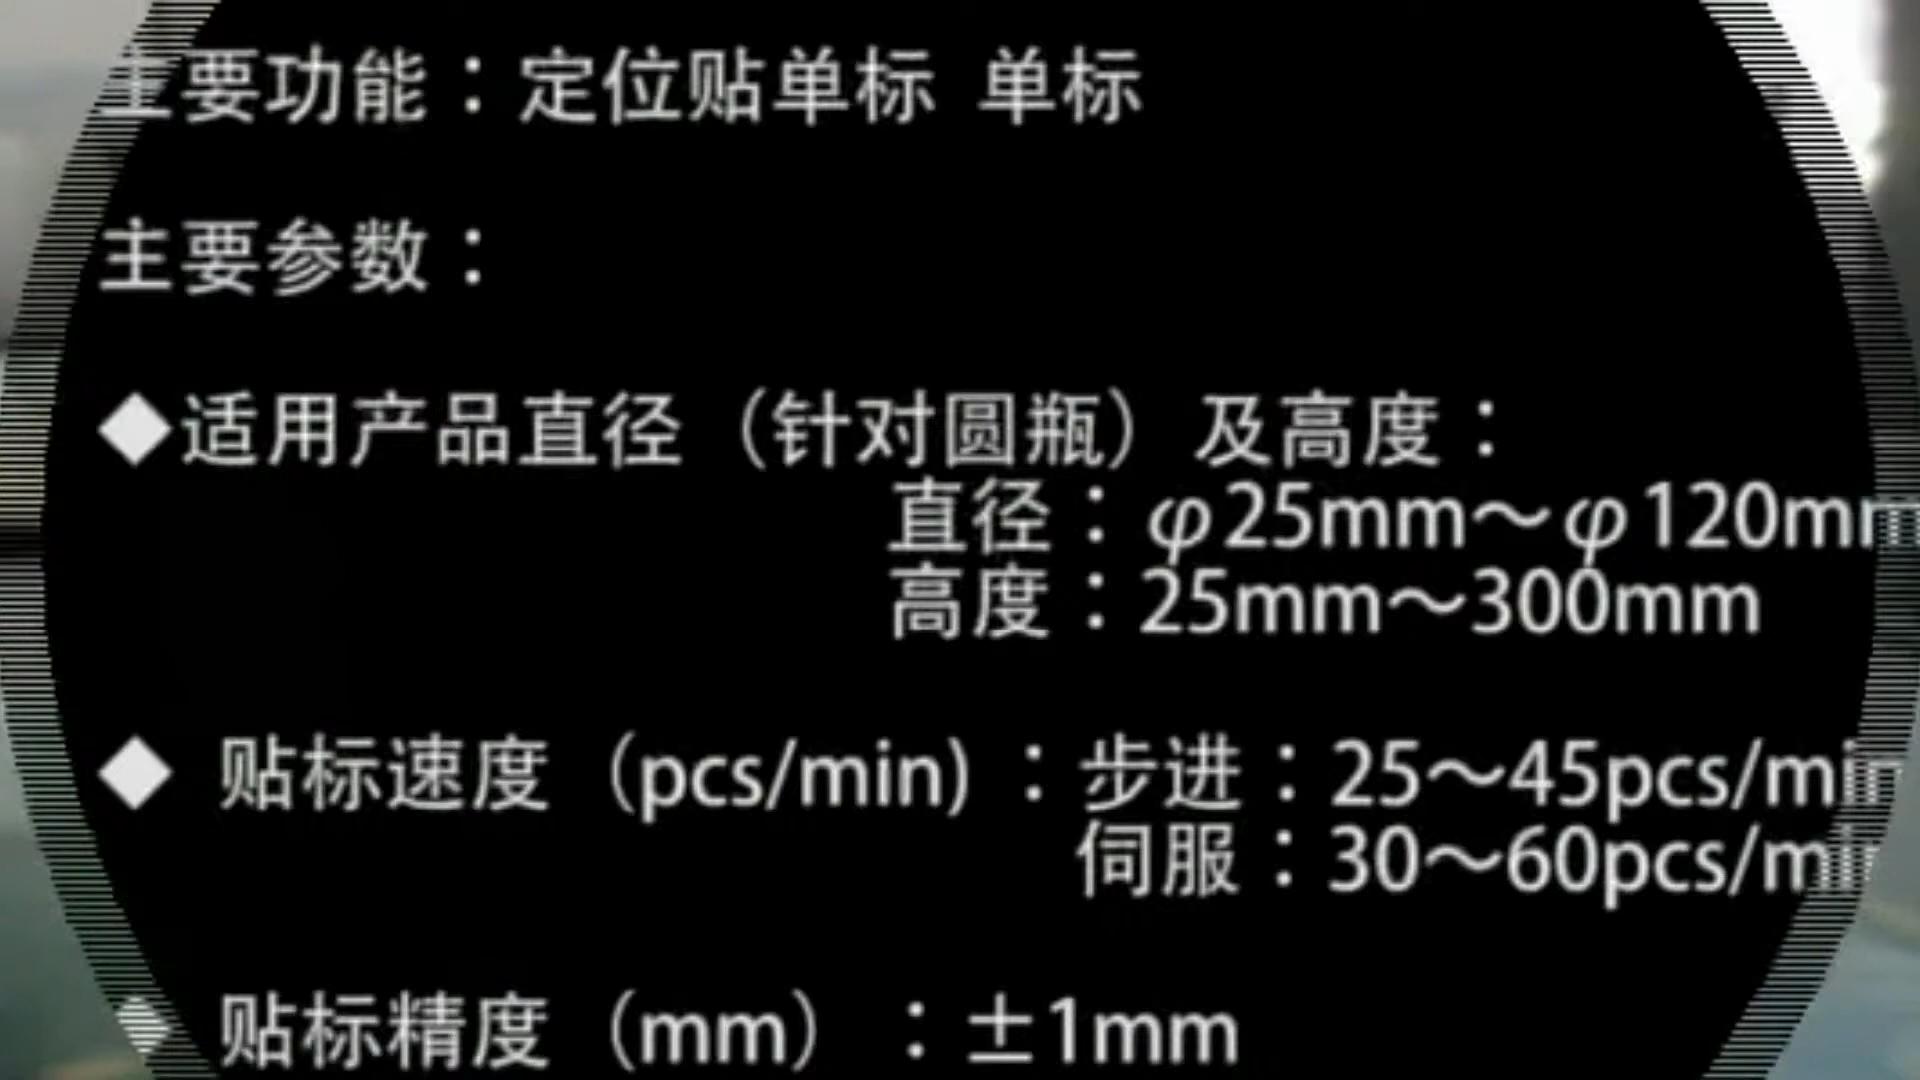 主要功能：定位贴单标 单标
主要参数：
◆适用产品直径（针对圆瓶）及高度：
直径：φ25mm～φ120mm
高度：25mm～300mm
◆ 贴标速度（pcs/min)：步进：25～45pcs/min
伺服：30～60pcs/min
◆ 贴标精度（mm）：±1mm